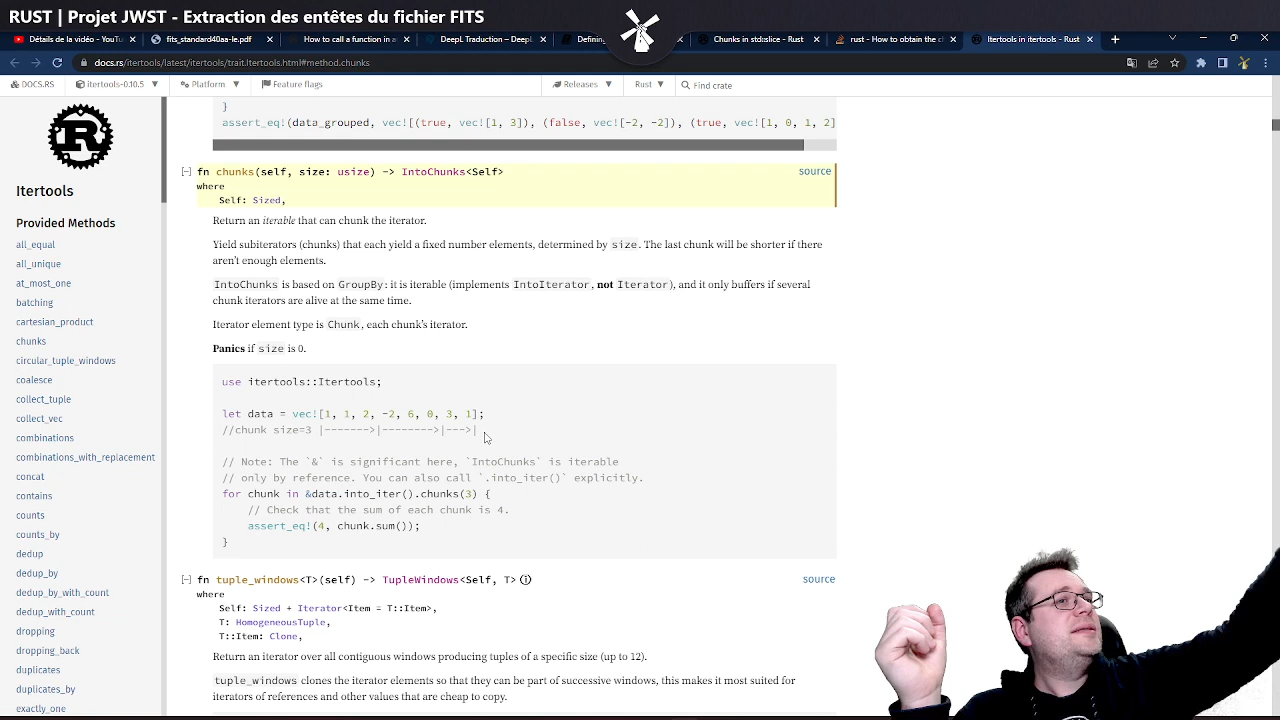 RUST | Projet JWST - Extraction des entêtes du fichier FITS
Détails de la vidéo - YouTu
fits_standard40aa-le.pdf
How to call a function in a
DeepL Traduction - DeepL
Defining
Chunks in std::slice - Rust
rust - How to obtain the ch
Itertools in itertools - Rust
docs.rs/itertools/latest/itertools/trait.Itertools.html#method.chunks
DOCS.RS
itertools-0.10.5
Platform
Feature flags
Releases
Rust
Find crate
R
Itertools
Provided Methods
all_equal
all_unique
at_most_one
batching
cartesian_product
chunks
circular_tuple_windows
coalesce
collect_tuple
collect_vec
combinations
combinations_with_replacement
concat
contains
counts
counts_by
dedup
dedup_by
dedup_by_with_count
dedup_with_count
dropping
dropping_back
duplicates
duplicates_by
exactly_one
}
assert_eq!(data_grouped, vec![(true, vec![1, 3]), (false, vec![-2, -2]), (true, vec![1, 0, 1, 2]
[-] fn chunks(self, size: usize) -> IntoChunks<Self>
source
where
Self: Sized,
Return an iterable that can chunk the iterator.
Yield subiterators (chunks) that each yield a fixed number elements, determined by size. The last chunk will be shorter if there
aren't enough elements.
IntoChunks is based on GroupBy: it is iterable (implements IntoIterator, not Iterator), and it only buffers if several
chunk iterators are alive at the same time.
Iterator element type is Chunk, each chunk's iterator.
Panics if size is 0.
use itertools::Itertools;
let data = vec![1, 1, 2, -2, 6, 0, 3, 1];
//chunk size=3 |------->|-------->|--->|
// Note: The `&` is significant here, `IntoChunks` is iterable
// only by reference. You can also call `.into_iter()` explicitly.
for chunk in &data.into_iter().chunks(3) {
// Check that the sum of each chunk is 4.
assert_eq!(4, chunk.sum());
}
[-] fn tuple_windows<T>(self) -> TupleWindows<Self, T> ⓘ
source
where
Self: Sized + Iterator<Item = T::Item>,
T: HomogeneousTuple,
T::Item: Clone,
Return an iterator over all contiguous windows producing tuples of a specific size (up to 12).
tuple_windows clones the iterator elements so that they can be part of successive windows, this makes it most suited for
iterators of references and other values that are cheap to copy.